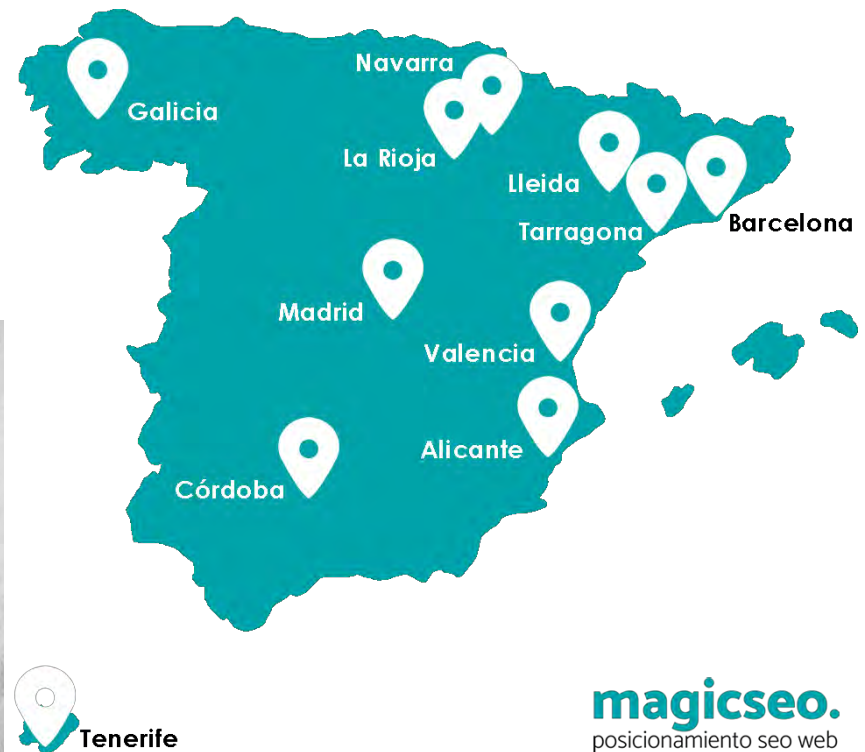 Navarra
Galicia
La Rioja
Lleida
Tarragona
Barcelona
Madrid
Valencia
Alicante
Córdoba
Tenerife
magicseo.
posicionamiento seo web